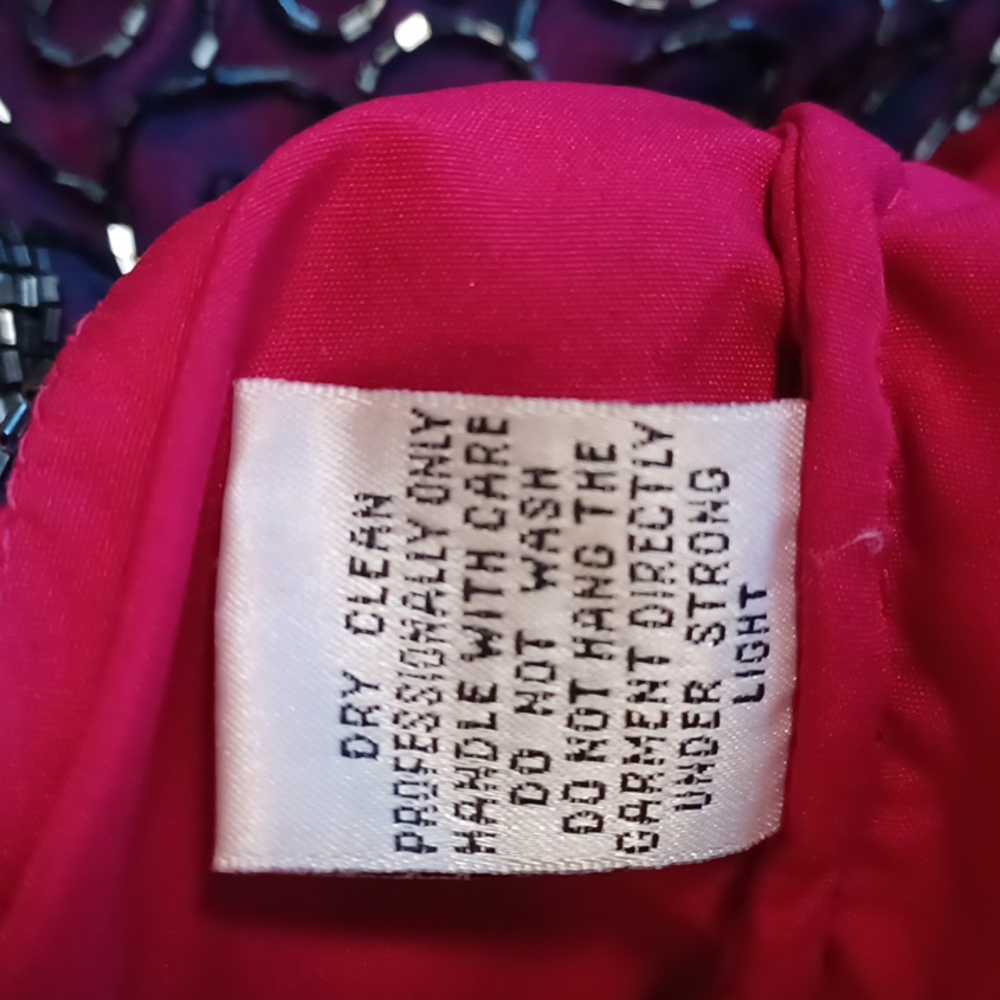 DRY CLEAN
PROFESSIONALLY ONLY
HANDLE WITH CARE
DO NOT WASH
DO NOT HANG THE
GARMENT DIRECTLY
UNDER STRONG
LIGHT